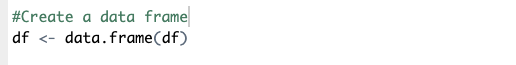 #Create a data frame
df <- data.frame(df)